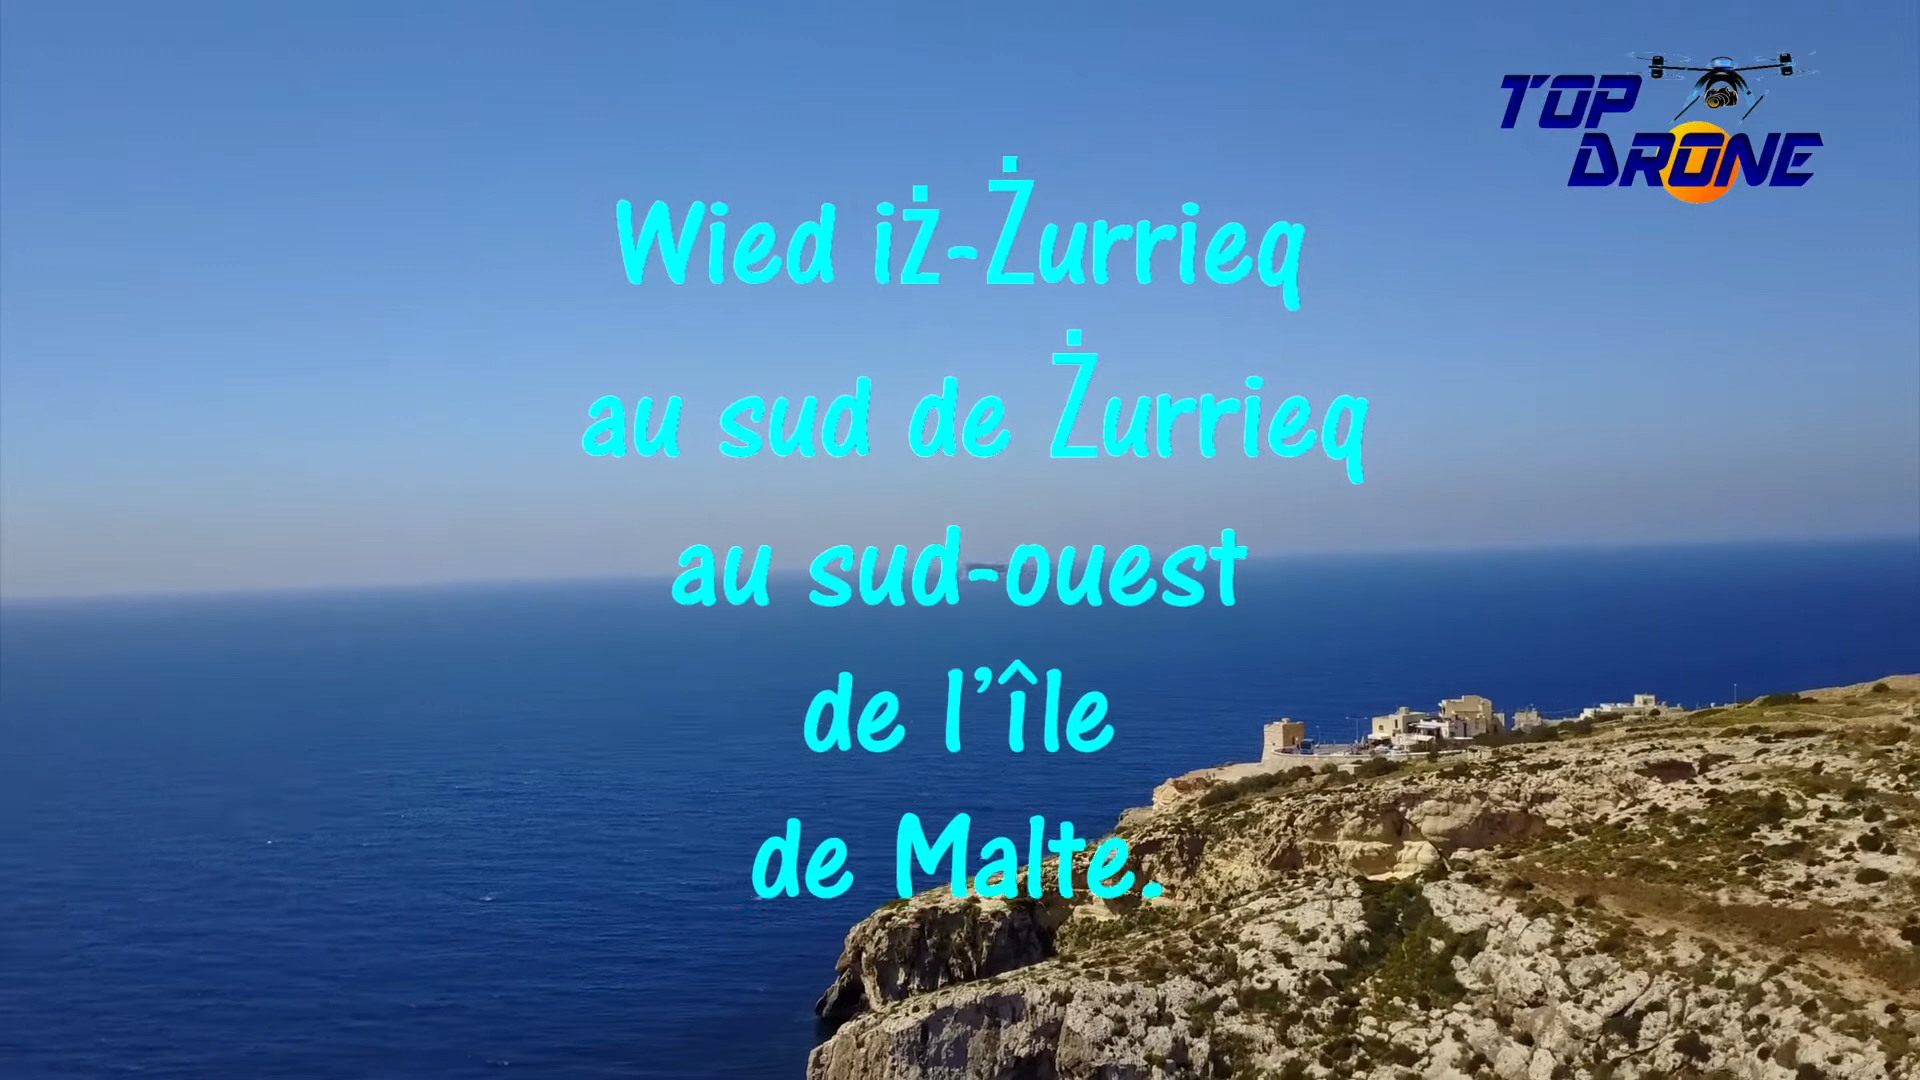 TOP
DRONE
Wied iż-Żurrieq
au sud de Żurrieq
au sud-ouest
de l'île
de Malte.